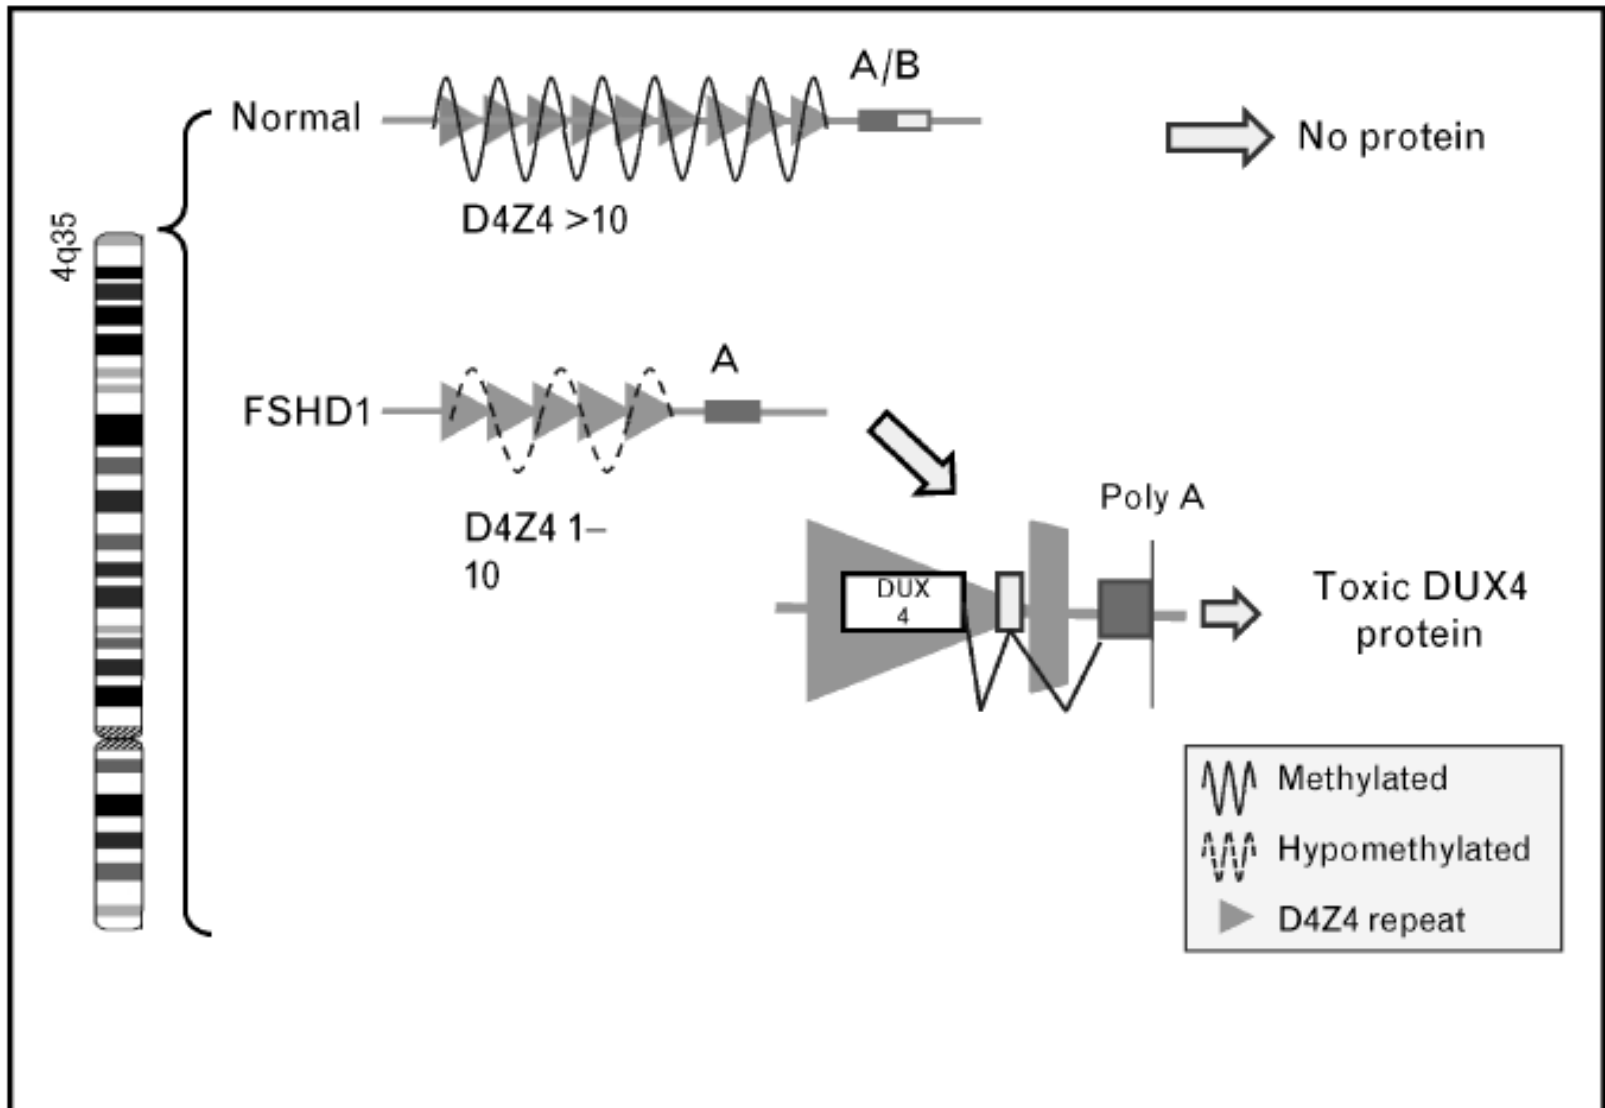 A/B
Normal
No protein
D4Z4 >10
4q35
A
FSHD1
D4Z4 1–
10
Poly A
DUX
4
Toxic DUX4
protein
Methylated
Hypomethylated
D4Z4 repeat